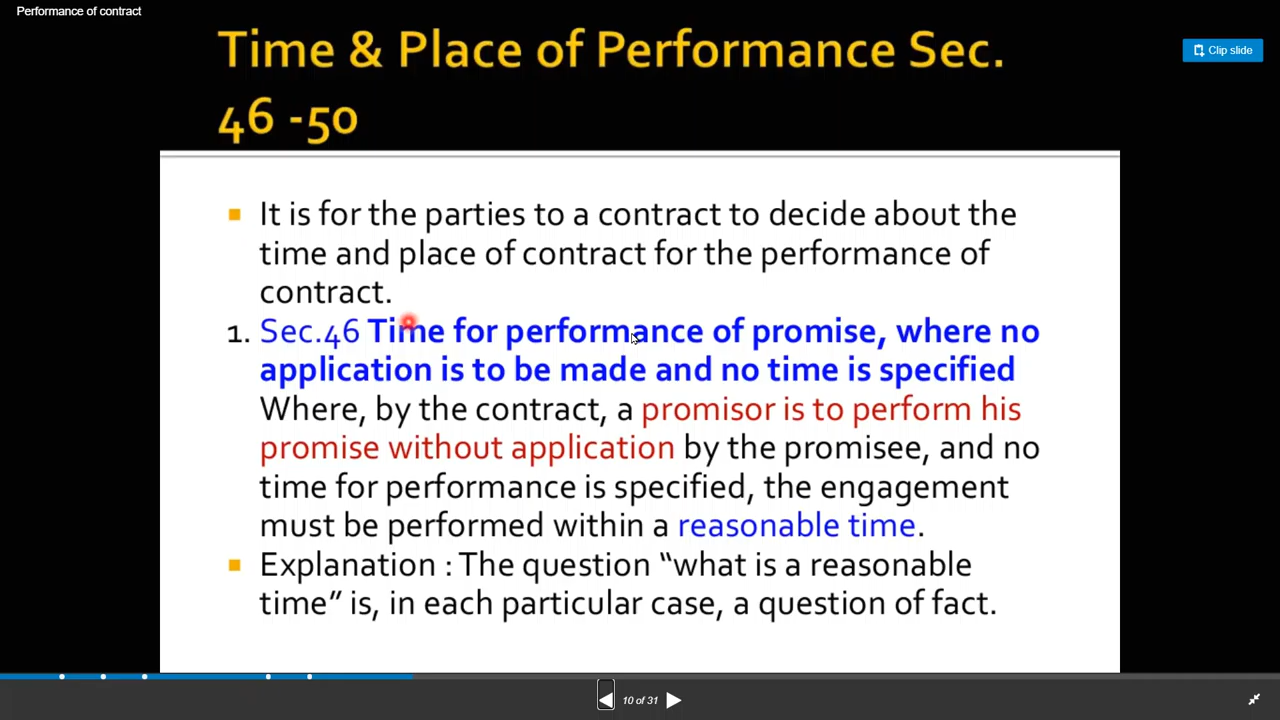 Performance of contract
Time & Place of Performance Sec.
46 -50
Clip slide
It is for the parties to a contract to decide about the
time and place of contract for the performance of
contract.
1. Sec.46 Time for performance of promise, where no
application is to be made and no time is specified
Where, by the contract, a promisor is to perform his
promise without application by the promisee, and no
time for performance is specified, the engagement
must be performed within a reasonable time.
Explanation : The question “what is a reasonable
time” is, in each particular case, a question of fact.
10 of 31